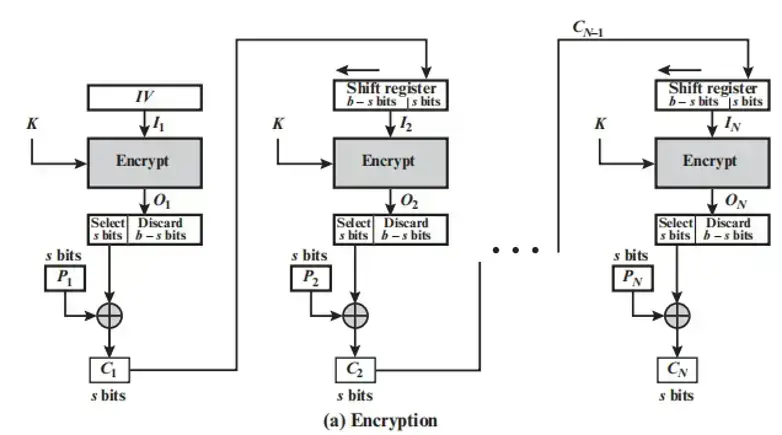 C_{N–1}
IV
Shift register
b – s bits | s bits
Shift register
b – s bits | s bits
K
I_1
K
I_2
K
I_N
Encrypt
Encrypt
Encrypt
O_1
O_2
O_N
Select
s bits
Discard
b – s bits
Select
s bits
Discard
b – s bits
Select
s bits
Discard
b – s bits
s bits
P_1
s bits
P_2
s bits
P_N
C_1
s bits
C_2
s bits
C_N
s bits
(a) Encryption